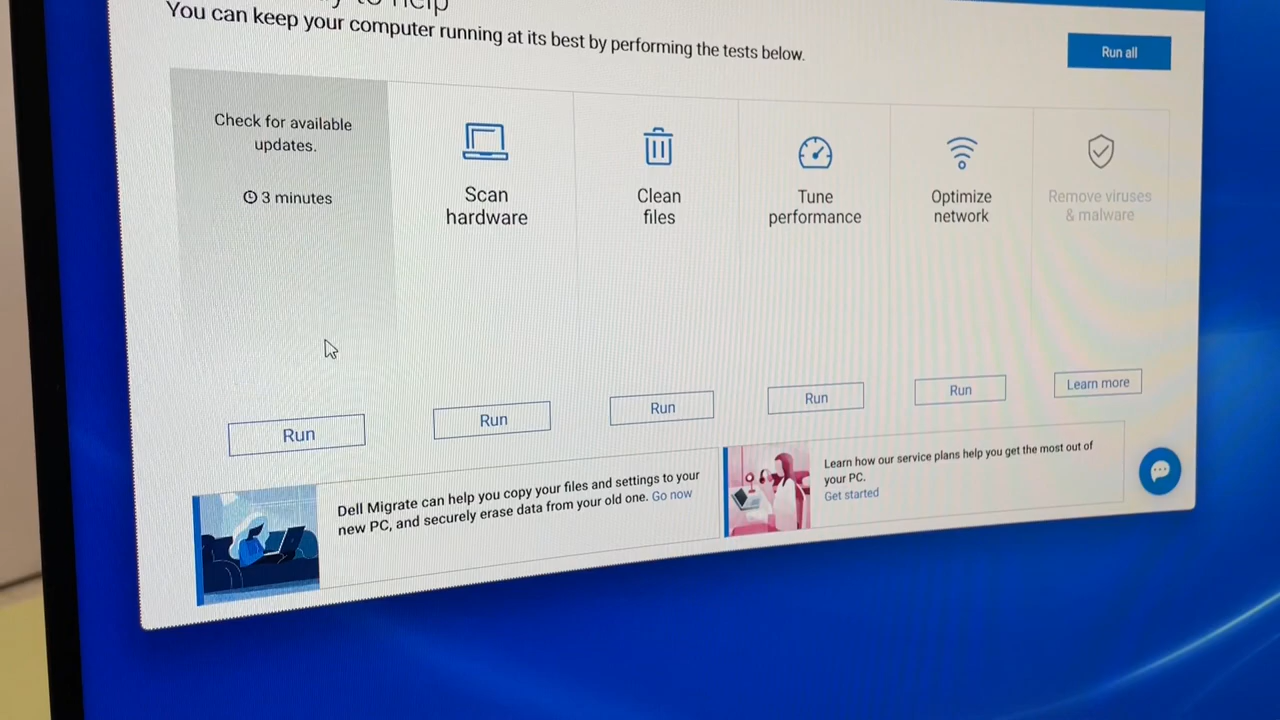 to help
You can keep your computer running at its best by performing the tests below.
Run all
Check for available
updates.
3 minutes
Scan
hardware
Clean
files
Tune
performance
Optimize
network
Remove viruses
& malware
Run
Run
Run
Run
Run
Learn more
Dell Migrate can help you copy your files and settings to your
new PC, and securely erase data from your old one. Go now
Learn how our service plans help you get the most out of
your PC.
Get started